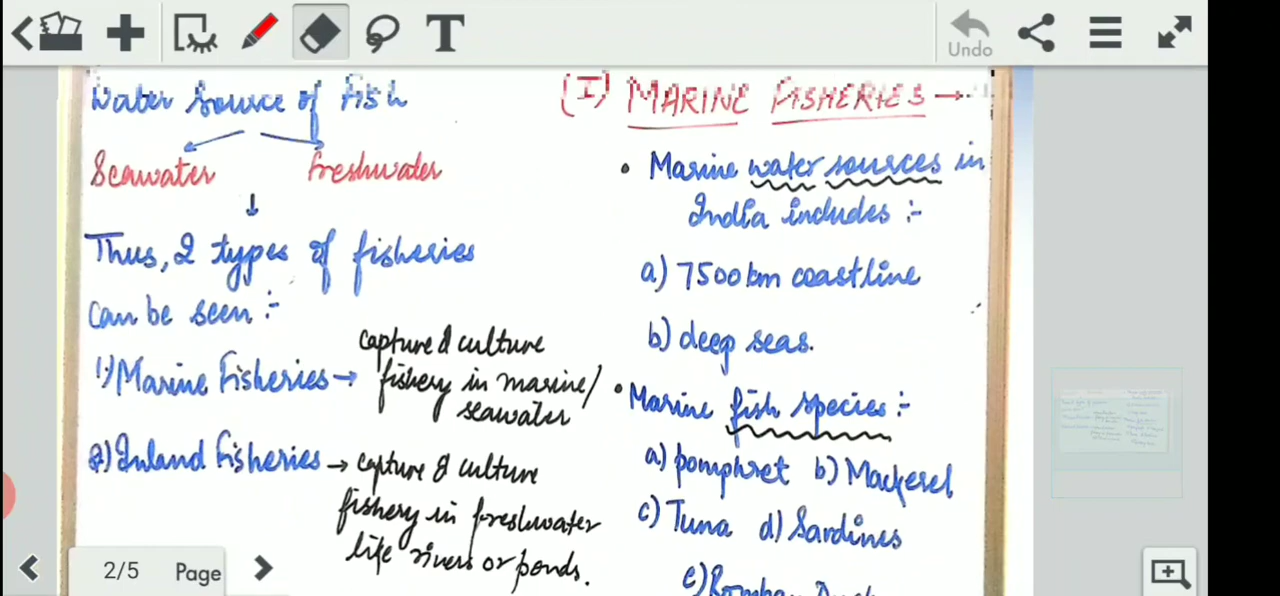 Undo
Water Source of Fish
Seawater Freshwater
Thus, 2 types of fisheries
can be seen :-
1) Marine Fisheries → capture & culture
fishery in marine/
seawater
2) Inland Fisheries → capture & culture
fishery in freshwater
like rivers or ponds.
(I) MARINE FISHERIES →
• Marine water sources in
India includes :-
a) 7500 km coastline
b) deep seas.
• Marine fish species :-
a) pomphret b) Mackerel
c) Tuna d) Sardines
e) Bombay
2/5 Page